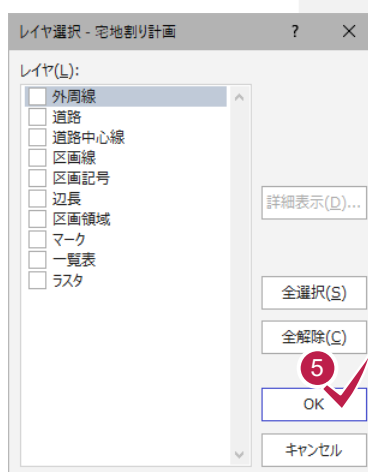 レイヤ選択 - 宅地割り計画 ? ×
レイヤ(L):
外周線
道路
道路中心線
区画線
区画記号
辺長
区画領域
マーク
一覧表
ラスタ
詳細表示(D)...
全選択(S)
全解除(C)
5
OK
キャンセル